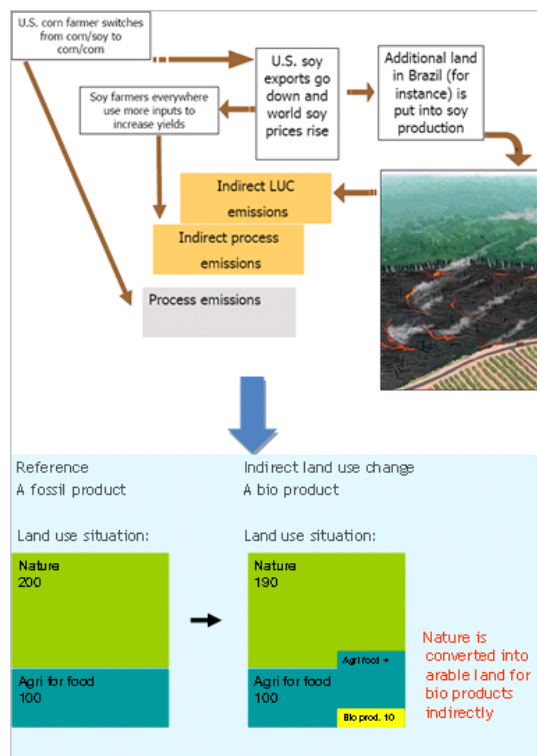 U.S. corn farmer switches
from corn/soy to
corn/corn
U.S. soy
exports go
down and
world soy
prices rise
Additional land
in Brazil (for
instance) is
put into soy
production
Soy farmers everywhere
use more inputs to
increase yields
Indirect LUC
emissions
Indirect process
emissions
Process emissions
Reference
A fossil product
Indirect land use change
A bio product
Land use situation:
Land use situation:
Nature
200
Nature
190
Agri food +
Agri for food
100
Agri for food
100
Bio prod. 10
Nature is
converted into
arable land for
bio products
indirectly